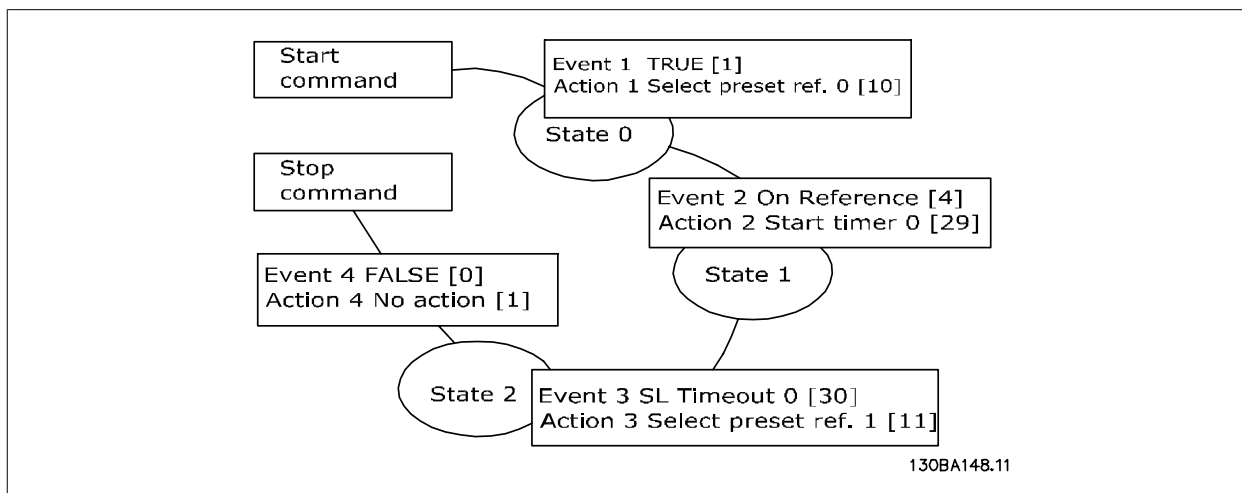 Start
command
Event 1 TRUE [1]
Action 1 Select preset ref. 0 [10]
State 0
Stop
command
Event 2 On Reference [4]
Action 2 Start timer 0 [29]
State 1
Event 4 FALSE [0]
Action 4 No action [1]
State 2
Event 3 SL Timeout 0 [30]
Action 3 Select preset ref. 1 [11]
130BA148.11